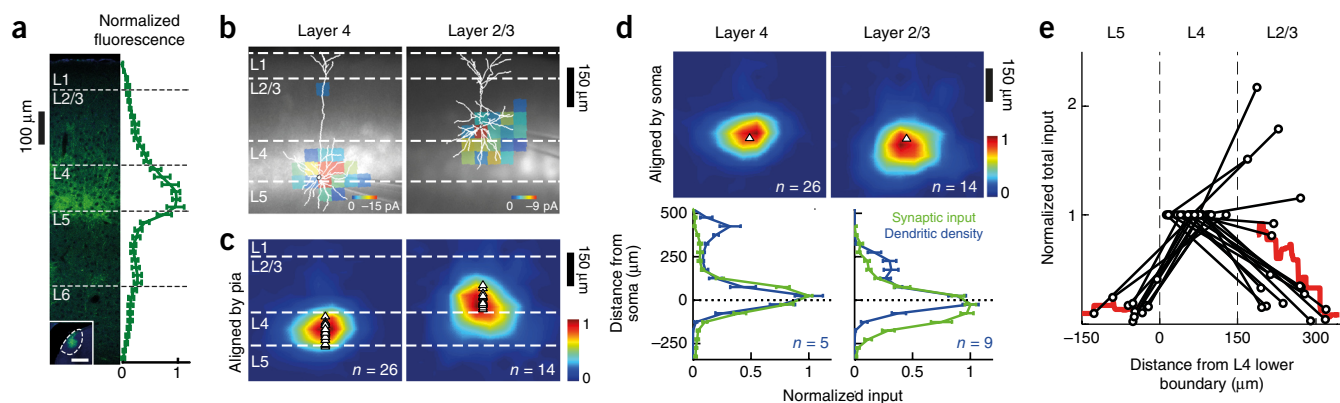 a
Normalized
fluorescence
L1
L2/3
L4
L5
L6
100 µm
0
1
b
Layer 4
Layer 2/3
L1
L2/3
L4
L5
0 –15 pA
0 –9 pA
150 µm
c
Aligned by pia
L1
L2/3
L4
L5
n = 26
n = 14
150 µm
1
0
d
Layer 4
Layer 2/3
Aligned by soma
n = 26
n = 14
150 µm
1
0
Distance from
soma (µm)
500
250
0
–250
Synaptic input
Dendritic density
n = 5
n = 9
0
0.5
1
0
0.5
1
Normalized input
e
L5
L4
L2/3
Normalized total input
2
1
0
150
300
Distance from L4 lower
boundary (µm)